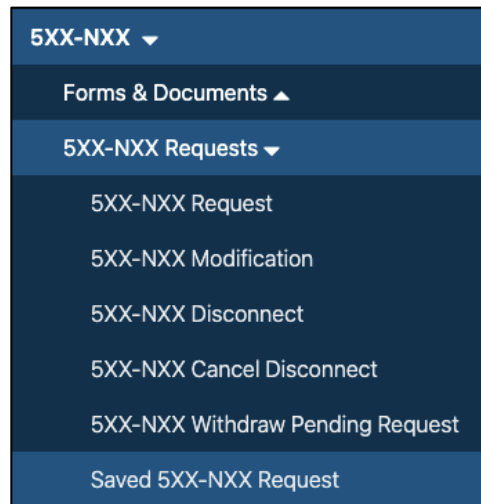 5XX-NXX
Forms & Documents
5XX-NXX Requests
5XX-NXX Request
5XX-NXX Modification
5XX-NXX Disconnect
5XX-NXX Cancel Disconnect
5XX-NXX Withdraw Pending Request
Saved 5XX-NXX Request